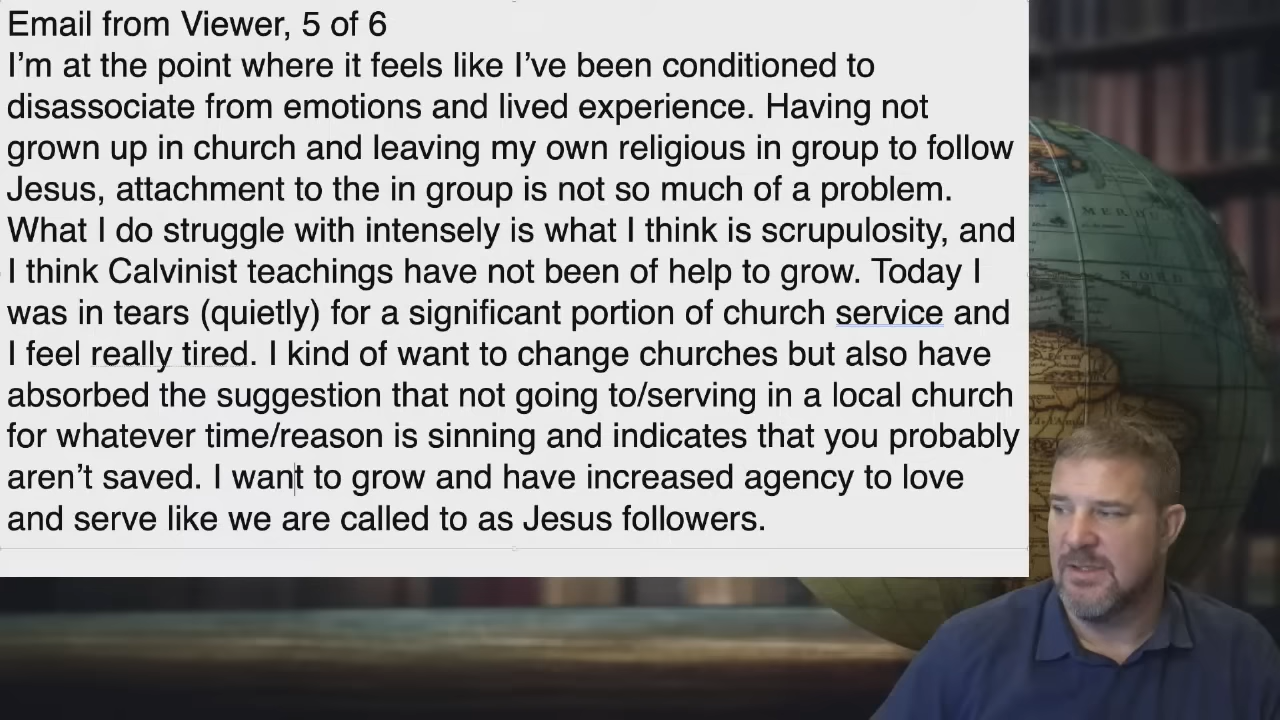 Email from Viewer, 5 of 6
I'm at the point where it feels like I've been conditioned to
disassociate from emotions and lived experience. Having not
grown up in church and leaving my own religious in group to follow
Jesus, attachment to the in group is not so much of a problem.
What I do struggle with intensely is what I think is scrupulosity, and
I think Calvinist teachings have not been of help to grow. Today I
was in tears (quietly) for a significant portion of church service and
I feel really tired. I kind of want to change churches but also have
absorbed the suggestion that not going to/serving in a local church
for whatever time/reason is sinning and indicates that you probably
aren't saved. I want to grow and have increased agency to love
and serve like we are called to as Jesus followers.